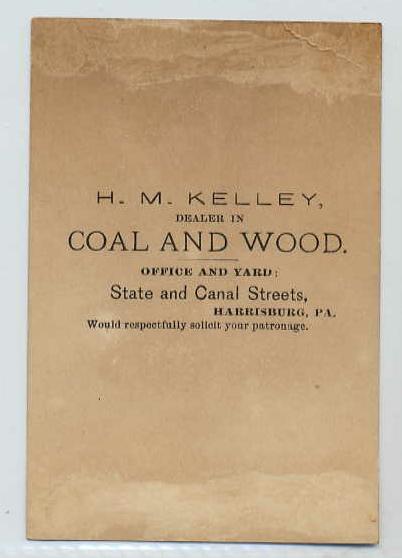 H. M. KELLEY,
DEALER IN
COAL AND WOOD.
OFFICE AND YARD:
State and Canal Streets,
HARRISBURG, PA.
Would respectfully solicit your patronage.